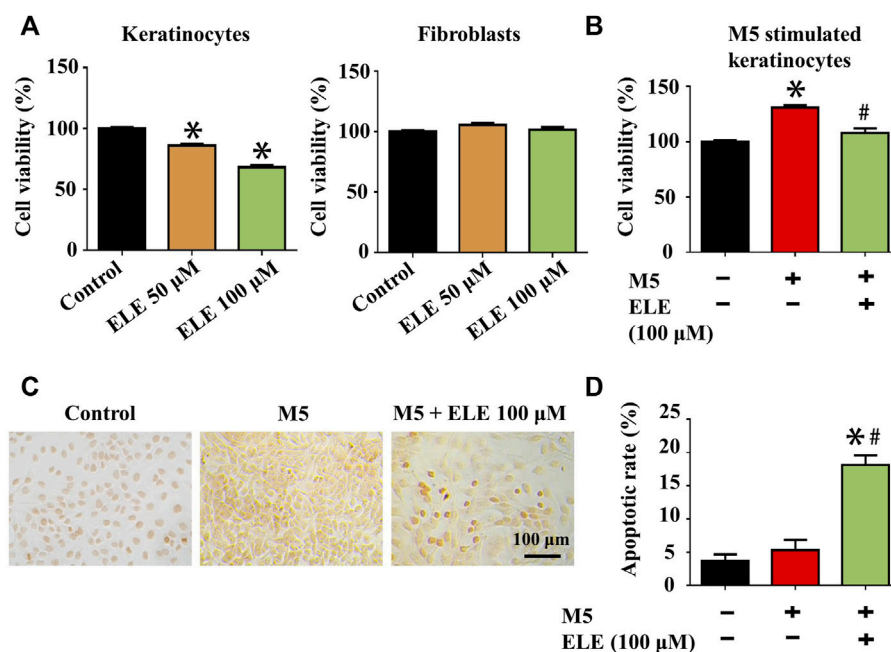 A
Keratinocytes
Cell viability (%)
150
100
50
0
Control
ELE 50 μM
ELE 100 μM
*
*
Fibroblasts
Cell viability (%)
150
100
50
0
Control
ELE 50 μM
ELE 100 μM
B
M5 stimulated
keratinocytes
Cell viability (%)
150
100
50
0
*
#
M5 − + +
ELE − − +
(100 μM)
C
Control
M5
M5 + ELE 100 μM
100 μm
D
Apoptotic rate (%)
25
20
15
10
5
0
* #
M5 − + +
ELE (100 μM) − − +